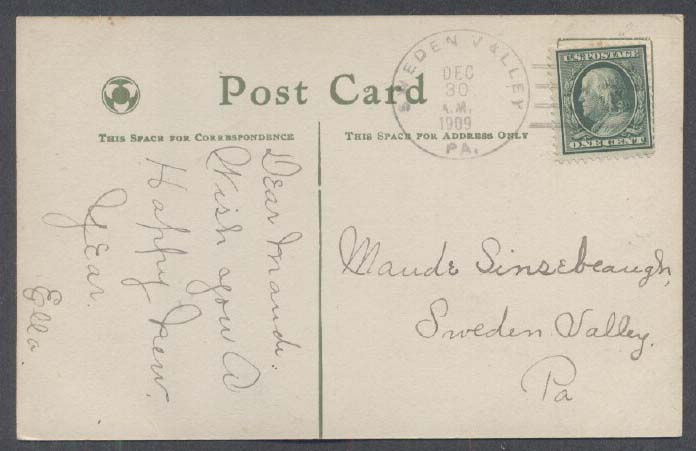 Post Card
THIS SPACE FOR CORRESPONDENCE
THIS SPACE FOR ADDRESS ONLY
SWEDEN VALLEY
DEC
30
A.M.
1909
PA.
U.S. POSTAGE
ONE CENT
Dear Maude.
Wish you A
Happy New.
Year.
Ella.
Maude Sinsebeaugh,
Sweden Valley.
Pa